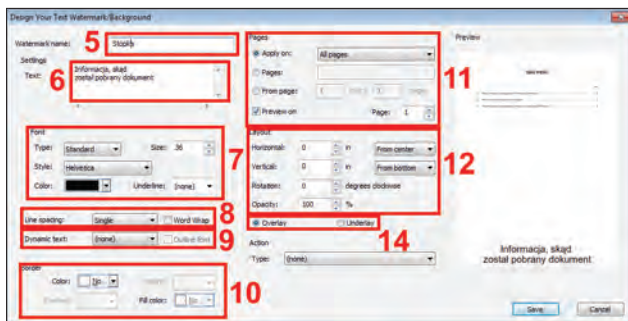 Design Your Text Watermark/Background
Watermark name: Stopka 5
Settings
Text: Informacja, skąd
został pobrany dokument
6
Font
Type: Standard Size: 36
Style: Helvetica
Color: Underline: (none)
7
Line spacing: Single Word Wrap 8
Dynamic text: (none) Outline text 9
Border
Color: No
Fill color: No
10
Pages
Apply on: All pages
Pages:
From page: 1
Preview on Page: 1
11
Layout
Horizontal: 0 in From center
Vertical: 0 in From bottom
Rotation: 0 degrees clockwise
Opacity: 100 %
12
Overlay Underlay
14
Action
Type: (none)
Preview
Informacja, skąd
został pobrany dokument
Save Cancel